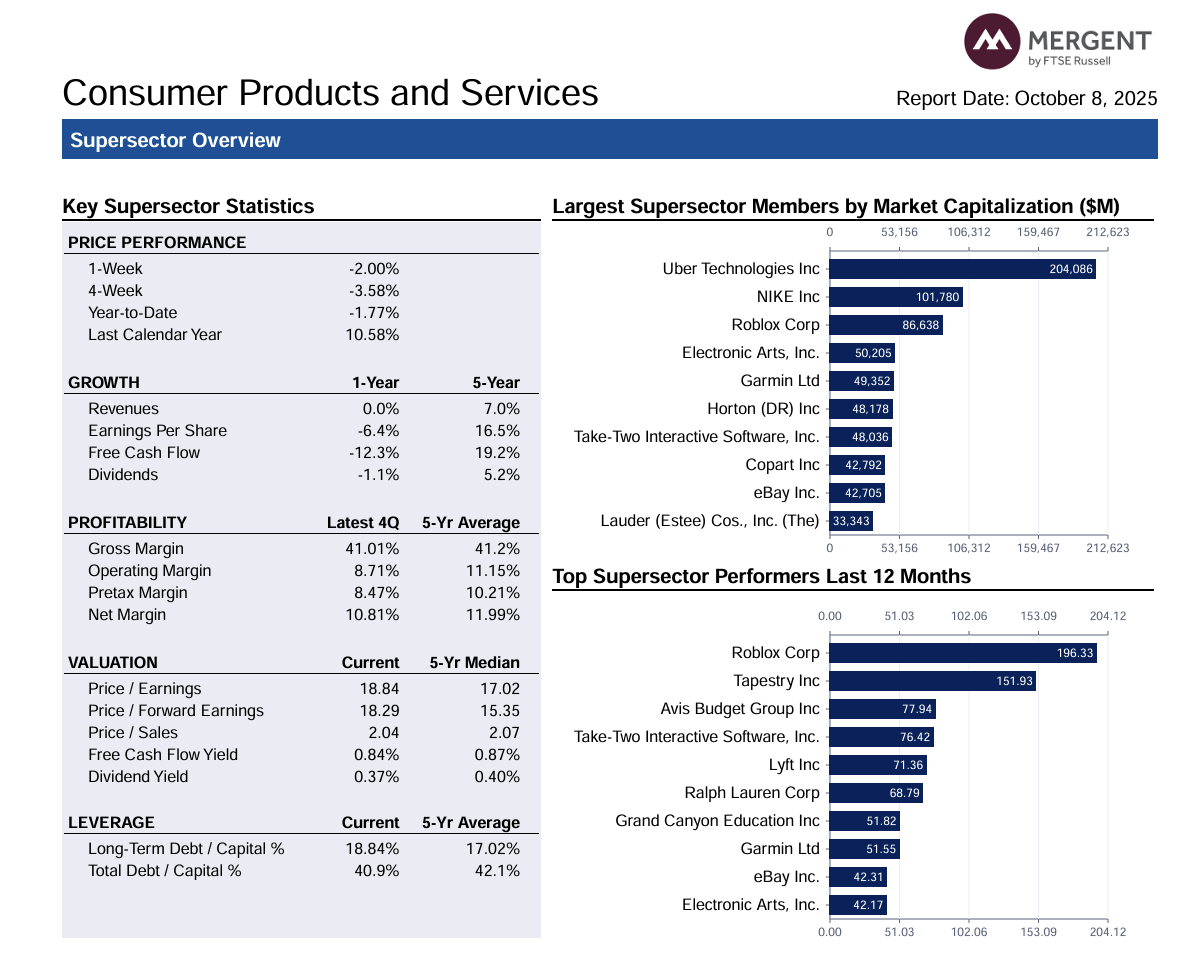 MERGENT
by FTSE Russell
Consumer Products and Services
Report Date: October 8, 2025
Supersector Overview
Key Supersector Statistics
PRICE PERFORMANCE
1-Week -2.00%
4-Week -3.58%
Year-to-Date -1.77%
Last Calendar Year 10.58%
GROWTH 1-Year 5-Year
Revenues 0.0% 7.0%
Earnings Per Share -6.4% 16.5%
Free Cash Flow -12.3% 19.2%
Dividends -1.1% 5.2%
PROFITABILITY Latest 4Q 5-Yr Average
Gross Margin 41.01% 41.2%
Operating Margin 8.71% 11.15%
Pretax Margin 8.47% 10.21%
Net Margin 10.81% 11.99%
VALUATION Current 5-Yr Median
Price / Earnings 18.84 17.02
Price / Forward Earnings 18.29 15.35
Price / Sales 2.04 2.07
Free Cash Flow Yield 0.84% 0.87%
Dividend Yield 0.37% 0.40%
LEVERAGE Current 5-Yr Average
Long-Term Debt / Capital % 18.84% 17.02%
Total Debt / Capital % 40.9% 42.1%
Largest Supersector Members by Market Capitalization ($M)
0 53,156 106,312 159,467 212,623
Uber Technologies Inc 204,086
NIKE Inc 101,780
Roblox Corp 86,638
Electronic Arts, Inc. 50,205
Garmin Ltd 49,352
Horton (DR) Inc 48,178
Take-Two Interactive Software, Inc. 48,036
Copart Inc 42,792
eBay Inc. 42,705
Lauder (Estee) Cos., Inc. (The) 33,343
0 53,156 106,312 159,467 212,623
Top Supersector Performers Last 12 Months
0.00 51.03 102.06 153.09 204.12
Roblox Corp 196.33
Tapestry Inc 151.93
Avis Budget Group Inc 77.94
Take-Two Interactive Software, Inc. 76.42
Lyft Inc 71.36
Ralph Lauren Corp 68.79
Grand Canyon Education Inc 51.82
Garmin Ltd 51.55
eBay Inc. 42.31
Electronic Arts, Inc. 42.17
0.00 51.03 102.06 153.09 204.12